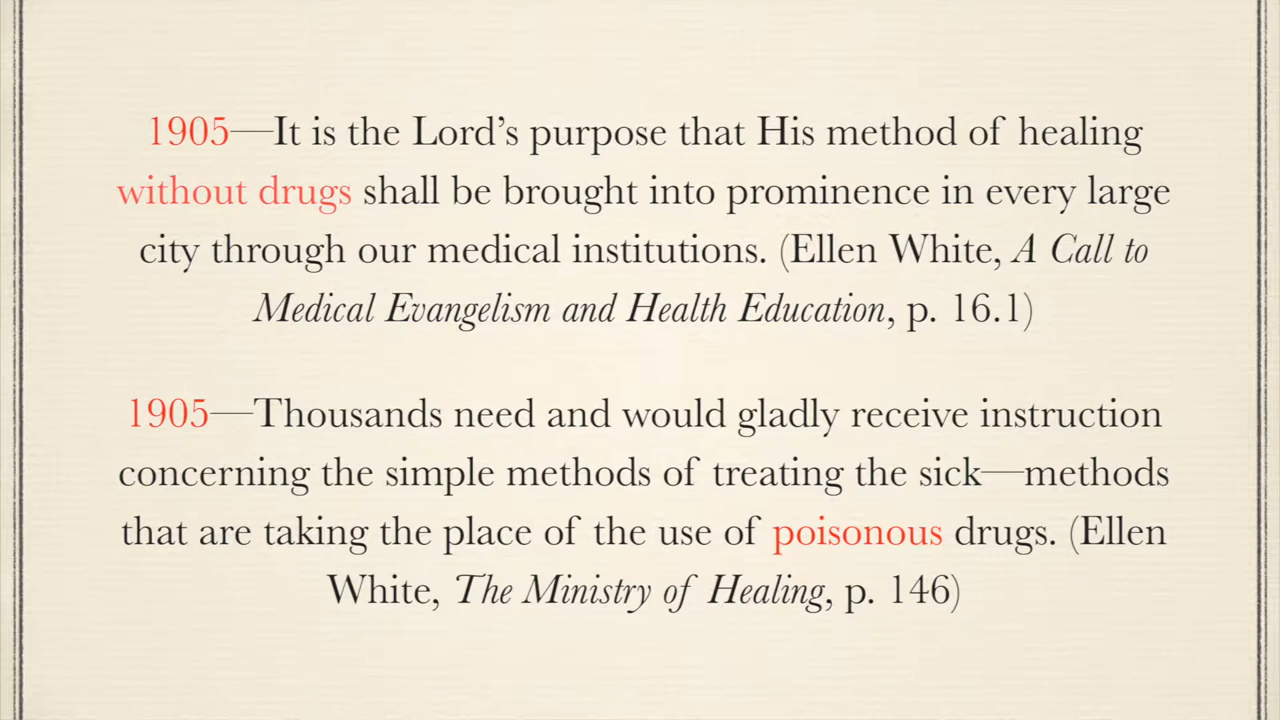 1905—It is the Lord’s purpose that His method of healing
without drugs shall be brought into prominence in every large
city through our medical institutions. (Ellen White, A Call to
Medical Evangelism and Health Education, p. 16.1)
1905—Thousands need and would gladly receive instruction
concerning the simple methods of treating the sick—methods
that are taking the place of the use of poisonous drugs. (Ellen
White, The Ministry of Healing, p. 146)